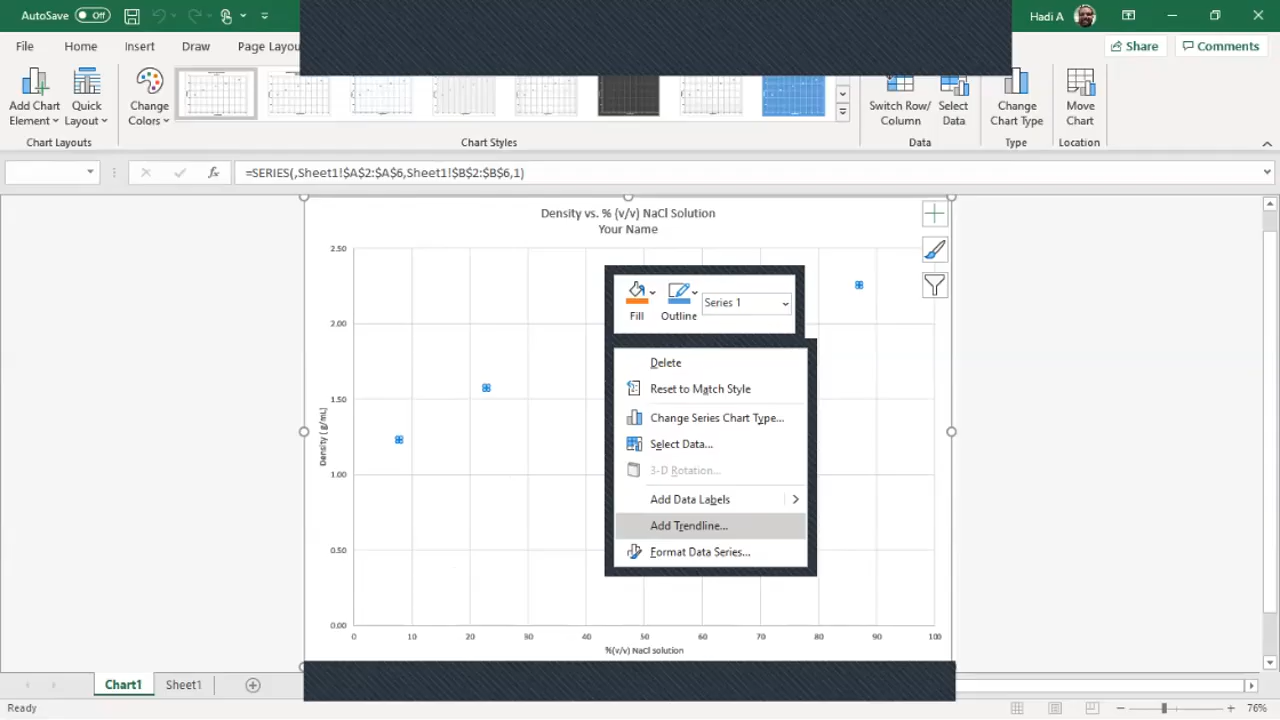 AutoSave Off
Hadi A
File Home Insert Draw Page Layou
Share Comments
Add Chart Element
Quick Layout
Change Colors
Switch Row/ Column
Select Data
Change Chart Type
Move Chart
Chart Layouts Chart Styles Data Type Location
fx =SERIES(,Sheet1!$A$2:$A$6,Sheet1!$B$2:$B$6,1)
Density vs. % (v/v) NaCl Solution
Your Name
2.50
2.00
1.50
1.00
0.50
0.00
Density (g/mL)
0 10 20 30 40 50 60 70 80 90 100
%(v/v) NaCl solution
Fill Outline Series 1
Delete
Reset to Match Style
Change Series Chart Type...
Select Data...
3-D Rotation...
Add Data Labels
Add Trendline...
Format Data Series...
Chart1 Sheet1
Ready
76%